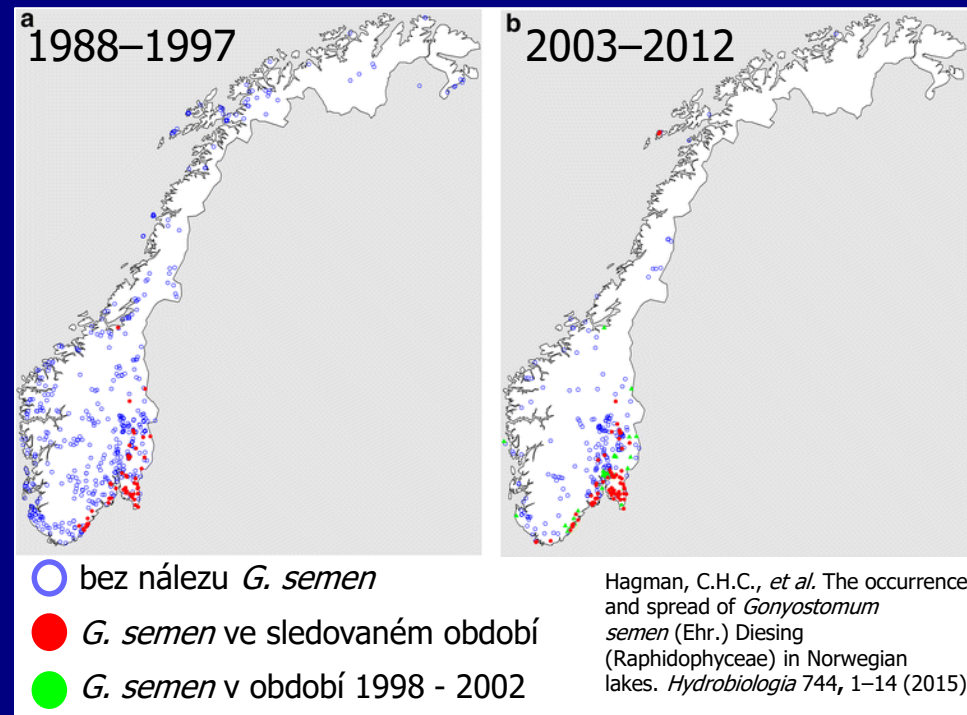 a
1988–1997
b
2003–2012
bez nálezu G. semen
G. semen ve sledovaném období
G. semen v období 1998 - 2002
Hagman, C.H.C., et al. The occurrence
and spread of Gonyostomum
semen (Ehr.) Diesing
(Raphidophyceae) in Norwegian
lakes. Hydrobiologia 744, 1–14 (2015)